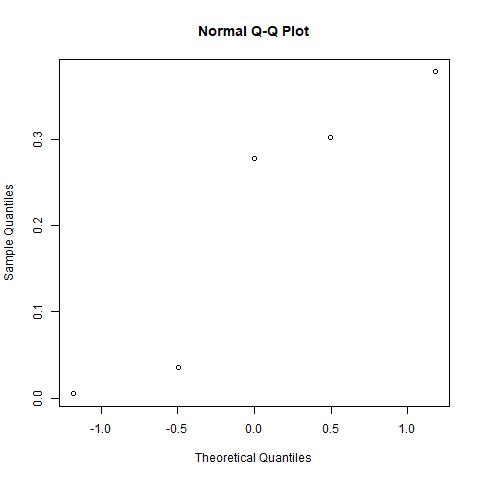 Normal Q-Q Plot
Sample Quantiles
0.3
0.2
0.1
0.0
-1.0 -0.5 0.0 0.5 1.0
Theoretical Quantiles